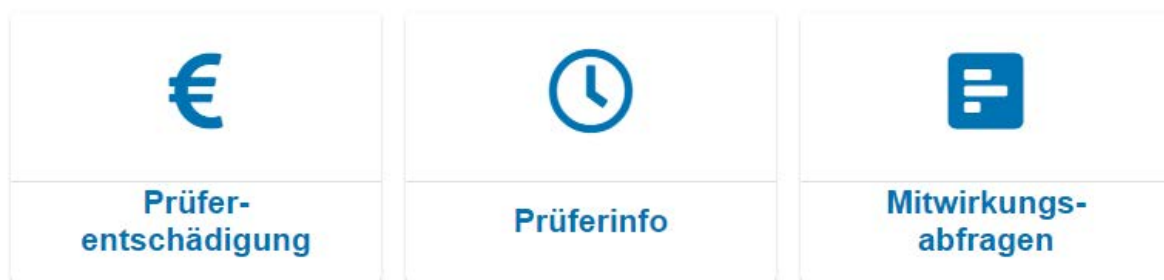 Prüfer-
entschädigung
Prüferinfo
Mitwirkungs-
abfragen